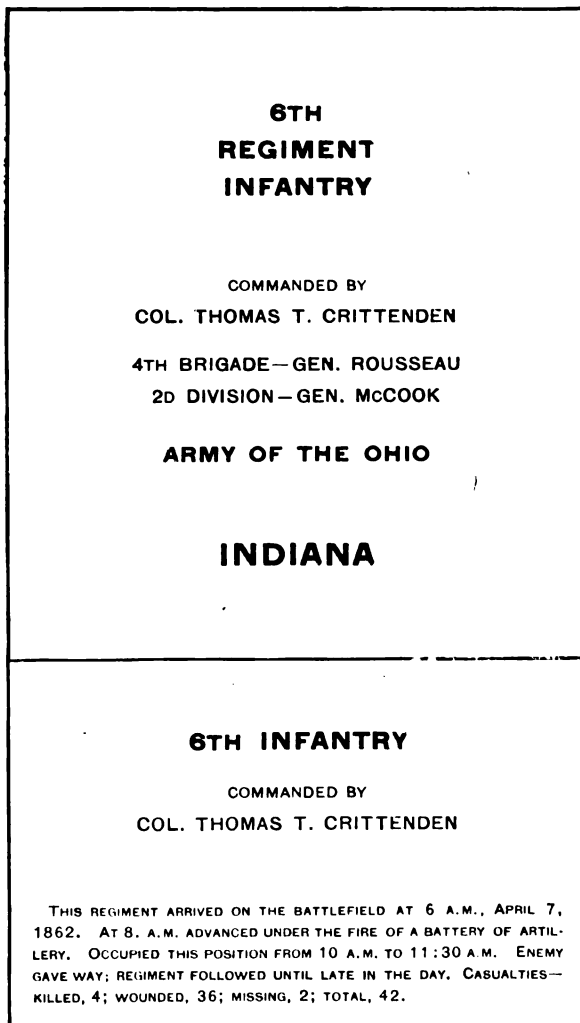 6TH
REGIMENT
INFANTRY
COMMANDED BY
COL. THOMAS T. CRITTENDEN
4TH BRIGADE—GEN. ROUSSEAU
2D DIVISION—GEN. McCOOK
ARMY OF THE OHIO
INDIANA
6TH INFANTRY
COMMANDED BY
COL. THOMAS T. CRITTENDEN
THIS REGIMENT ARRIVED ON THE BATTLEFIELD AT 6 A.M., APRIL 7,
1862. AT 8. A.M. ADVANCED UNDER THE FIRE OF A BATTERY OF ARTIL-
LERY. OCCUPIED THIS POSITION FROM 10 A.M. TO 11:30 A.M. ENEMY
GAVE WAY; REGIMENT FOLLOWED UNTIL LATE IN THE DAY. CASUALTIES—
KILLED, 4; WOUNDED, 36; MISSING, 2; TOTAL, 42.